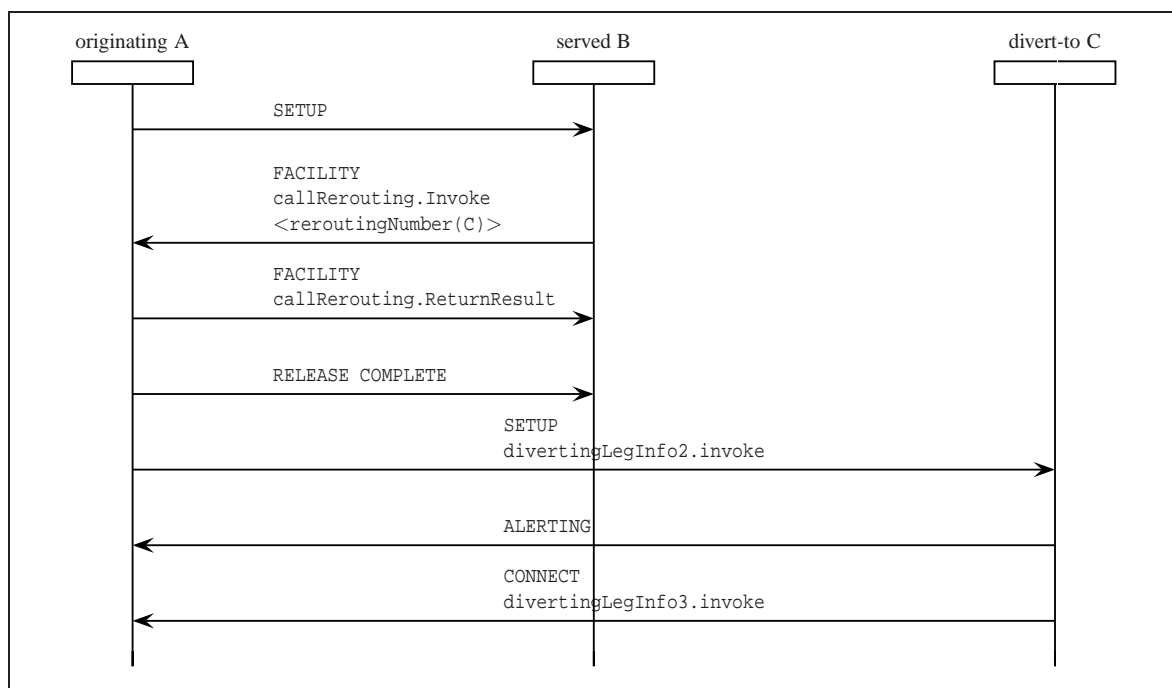 originating A
served B
divert-to C
SETUP
FACILITY
callRerouting.Invoke
<reroutingNumber(C)>
FACILITY
callRerouting.ReturnResult
RELEASE COMPLETE
SETUP
divertingLegInfo2.invoke
ALERTING
CONNECT
divertingLegInfo3.invoke